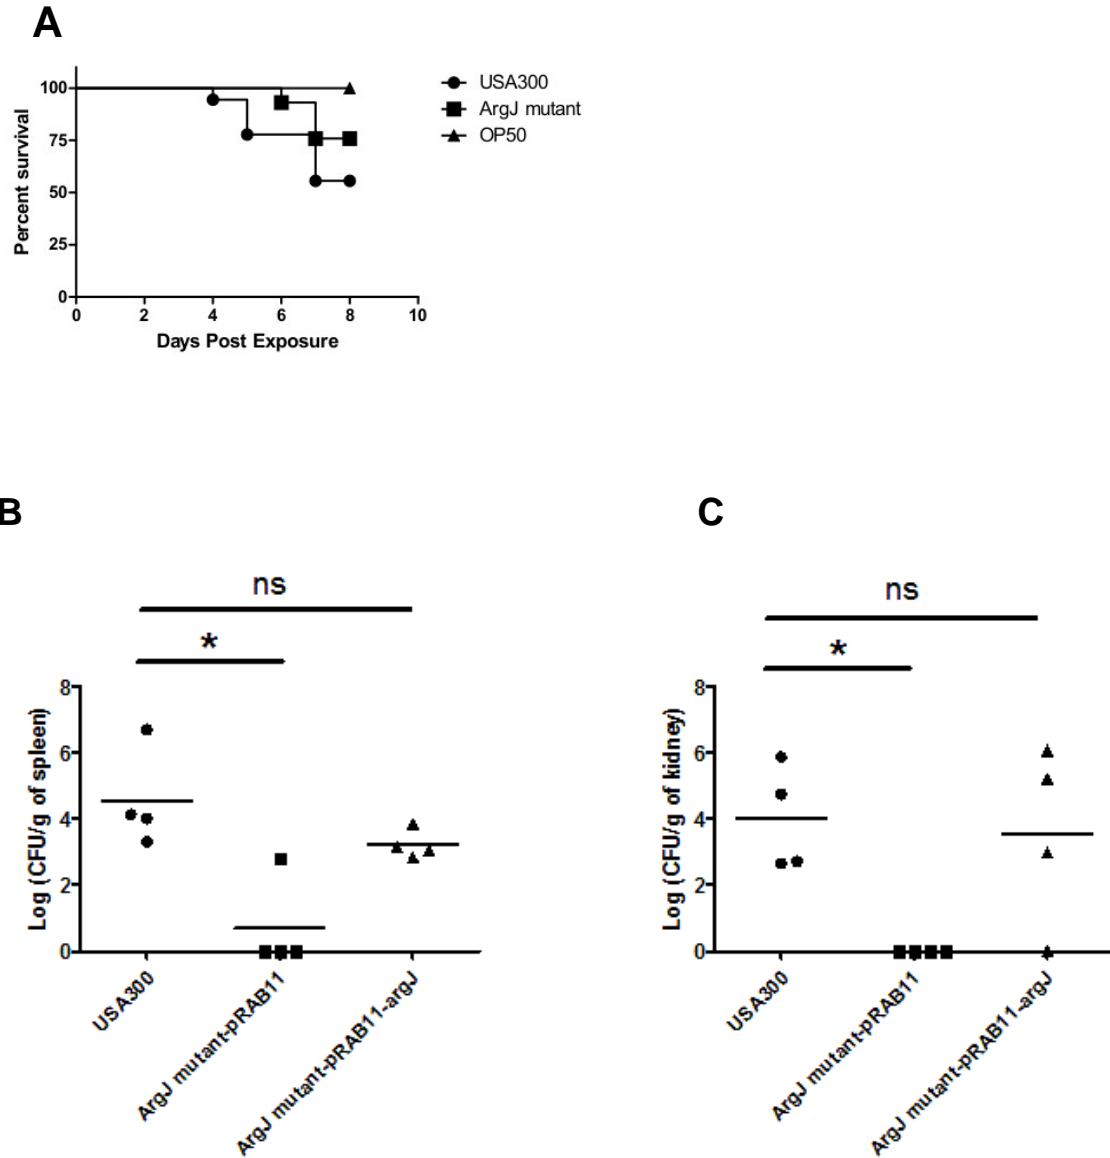 A
Percent survival
100
75
50
25
0
0 2 4 6 8 10
Days Post Exposure
USA300
ArgJ mutant
OP50
B
ns
*
Log (CFU/g of spleen)
8
6
4
2
0
USA300
ArgJ mutant-pRAB11
ArgJ mutant-pRAB11-argJ
C
ns
*
Log (CFU/g of kidney)
8
6
4
2
0
USA300
ArgJ mutant-pRAB11
ArgJ mutant-pRAB11-argJ